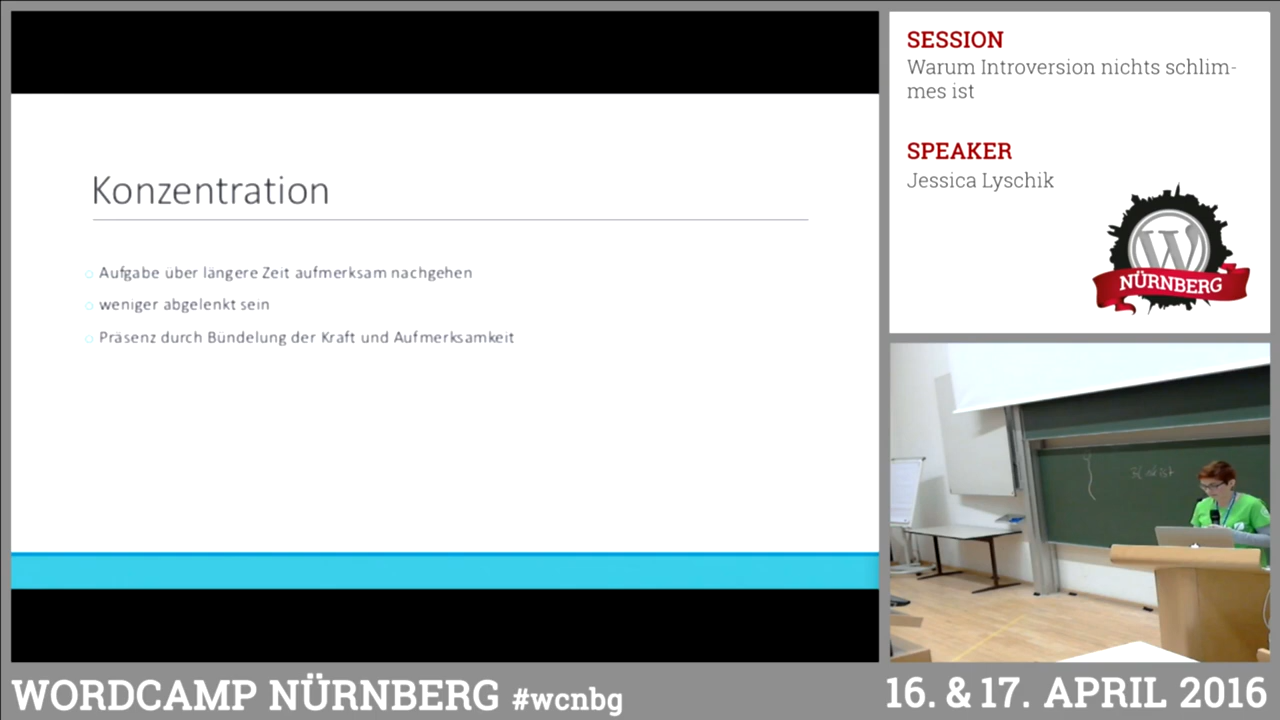 Konzentration
Aufgabe über längere Zeit aufmerksam nachgehen
weniger abgelenkt sein
Präsenz durch Bündelung der Kraft und Aufmerksamkeit
SESSION
Warum Introversion nichts schlim-
mes ist
SPEAKER
Jessica Lyschik
NÜRNBERG
WORDCAMP NÜRNBERG #wcnbg
16. & 17. APRIL 2016